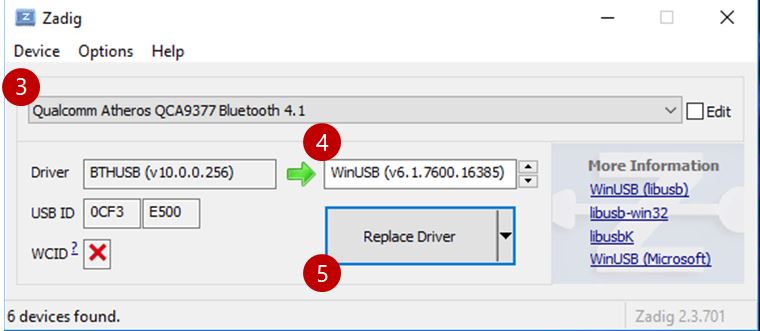 Zadig
Device Options Help
3
Qualcomm Atheros QCA9377 Bluetooth 4.1 Edit
4
Driver BTHUSB (v10.0.0.256) WinUSB (v6.1.7600.16385)
USB ID 0CF3 E500
WCID ?
Replace Driver
5
More Information
WinUSB (libusb)
libusb-win32
libusbK
WinUSB (Microsoft)
6 devices found. Zadig 2.3.701